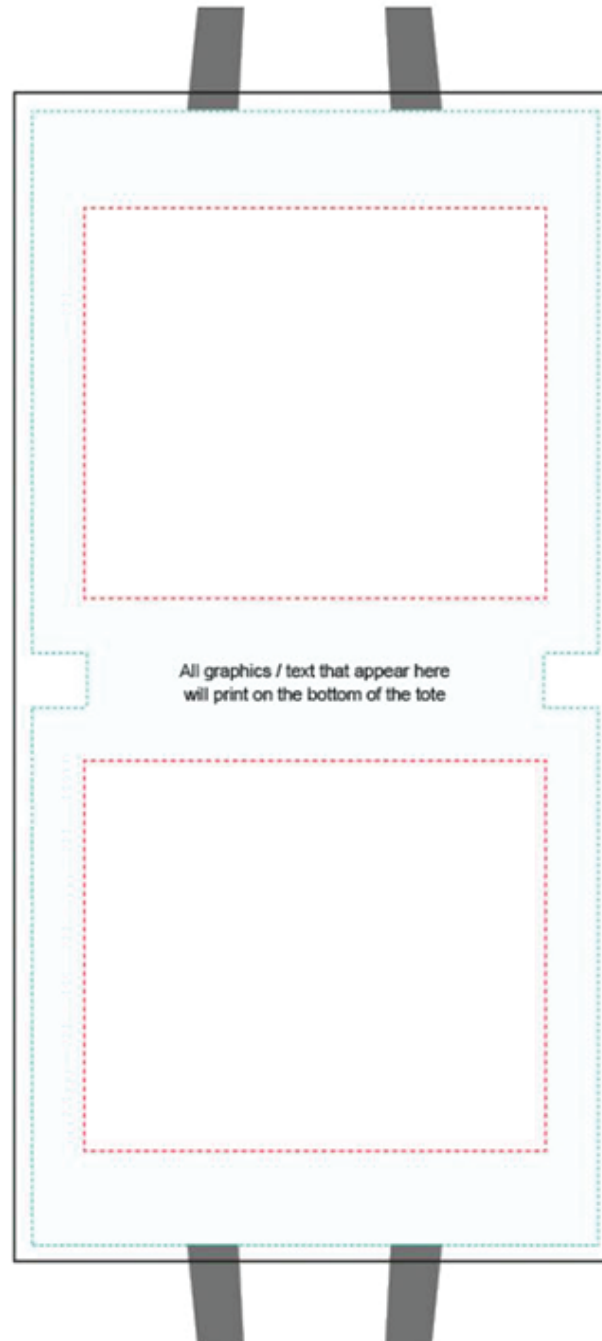 All graphics / text that appear here
will print on the bottom of the tote